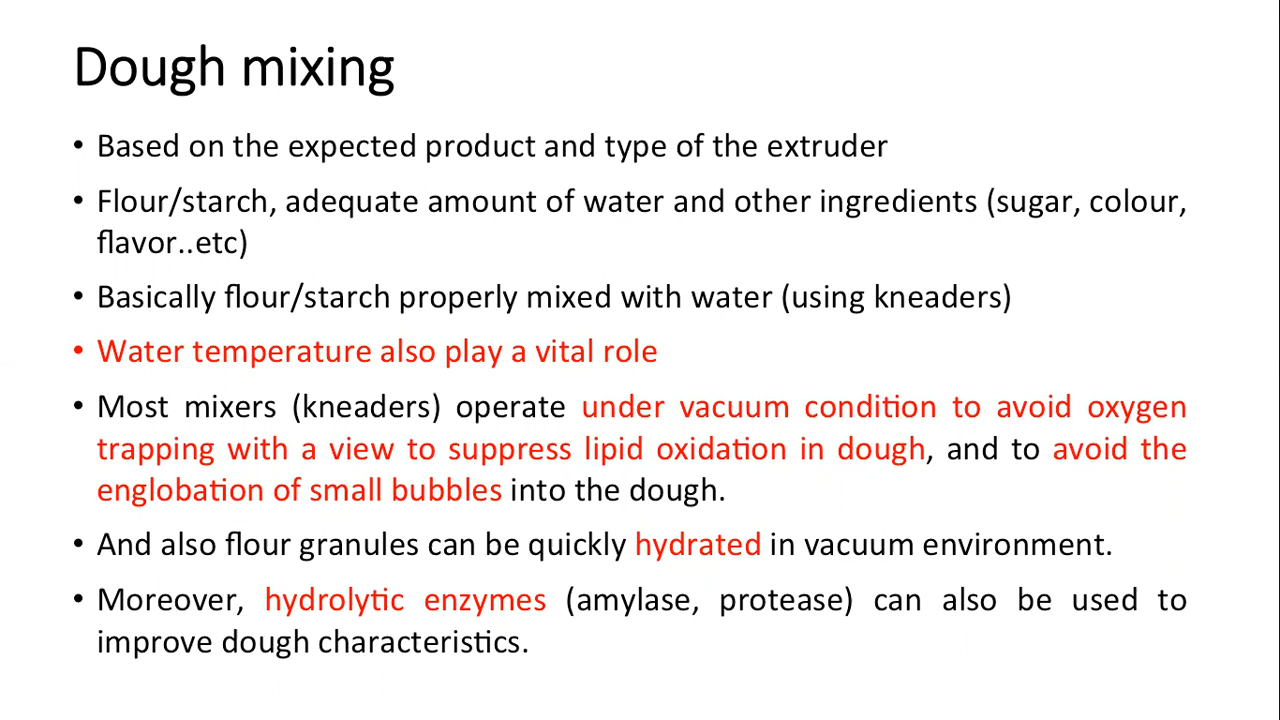 Dough mixing
• Based on the expected product and type of the extruder
• Flour/starch, adequate amount of water and other ingredients (sugar, colour,
flavor..etc)
• Basically flour/starch properly mixed with water (using kneaders)
• Water temperature also play a vital role
• Most mixers (kneaders) operate under vacuum condition to avoid oxygen
trapping with a view to suppress lipid oxidation in dough, and to avoid the
englobation of small bubbles into the dough.
• And also flour granules can be quickly hydrated in vacuum environment.
• Moreover, hydrolytic enzymes (amylase, protease) can also be used to
improve dough characteristics.